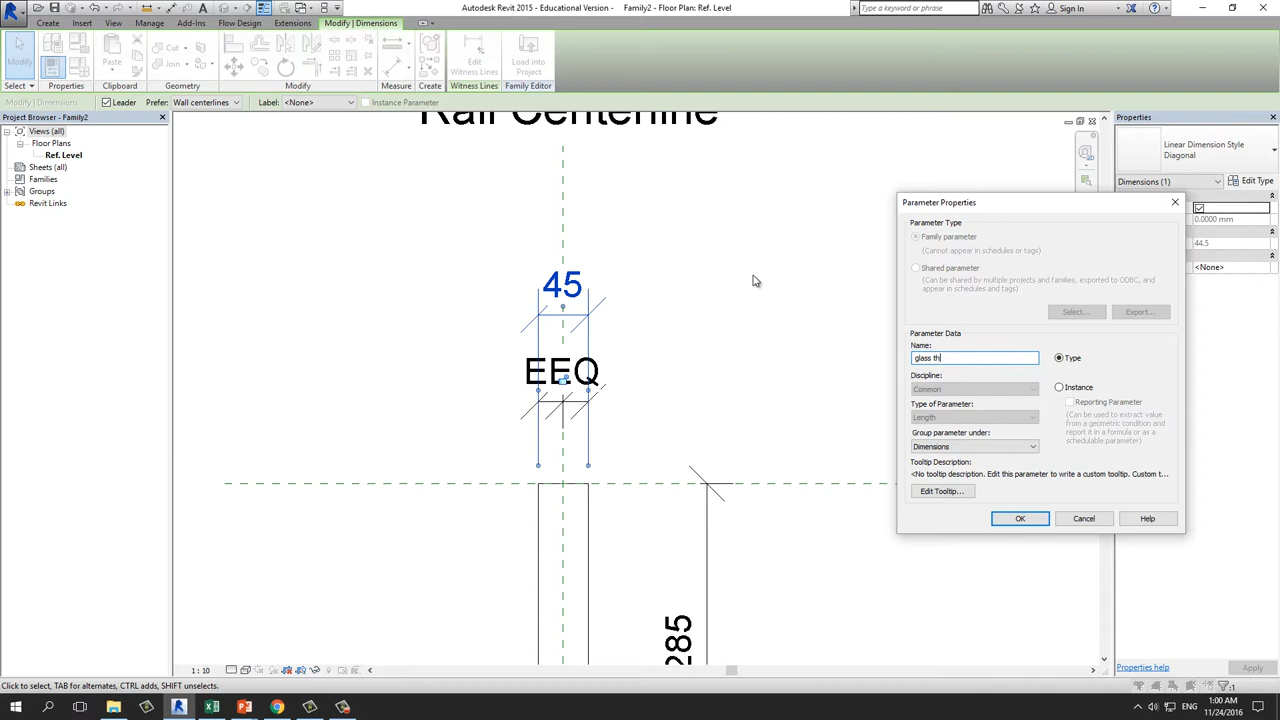 Autodesk Revit 2015 - Educational Version - Family2 - Floor Plan: Ref. Level
Type a keyword or phrase
Sign In
Create Insert View Manage Add-Ins Flow Design Extensions Modify | Dimensions
Modify Paste Cut Join Edit Witness Lines Load into Project
Select Properties Clipboard Geometry Modify Measure Create Witness Lines Family Editor
Modify | Dimensions Leader Prefer: Wall centerlines Label: <None> Instance Parameter
Project Browser - Family2
Views (all)
Floor Plans
Ref. Level
Sheets (all)
Families
Groups
Revit Links
Rail Centerline
45
EEQ
285
Properties
Linear Dimension Style
Diagonal
Dimensions (1) Edit Type
0.0000 mm
44.5
<None>
Parameter Properties
Parameter Type
Family parameter
(Cannot appear in schedules or tags)
Shared parameter
(Can be shared by multiple projects and families, exported to ODBC, and
appear in schedules and tags)
Select... Export...
Parameter Data
Name:
glass th
Type
Discipline:
Common
Instance
Reporting Parameter
Type of Parameter:
Length
(Can be used to extract value
from a geometric condition and
report it in a formula or as a
schedulable parameter)
Group parameter under:
Dimensions
Tooltip Description:
<No tooltip description. Edit this parameter to write a custom tooltip. Custom t...
Edit Tooltip...
OK Cancel Help
1 : 10
Properties help Apply
Click to select, TAB for alternates, CTRL adds, SHIFT unselects.
:1
ENG
1:00 AM
11/24/2016